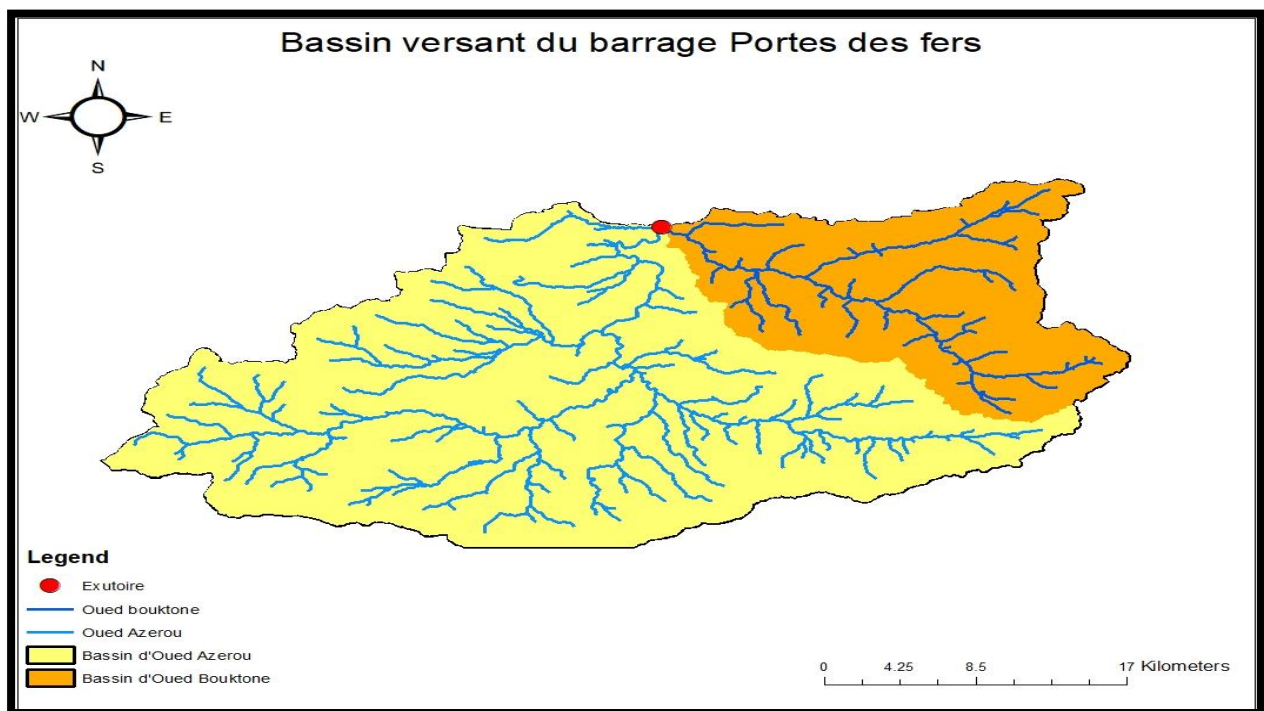 Bassin versant du barrage Portes des fers
N
W E
S
Legend
Exutoire
Oued bouktone
Oued Azerou
Bassin d'Oued Azerou
Bassin d'Oued Bouktone
0 4.25 8.5 17 Kilometers